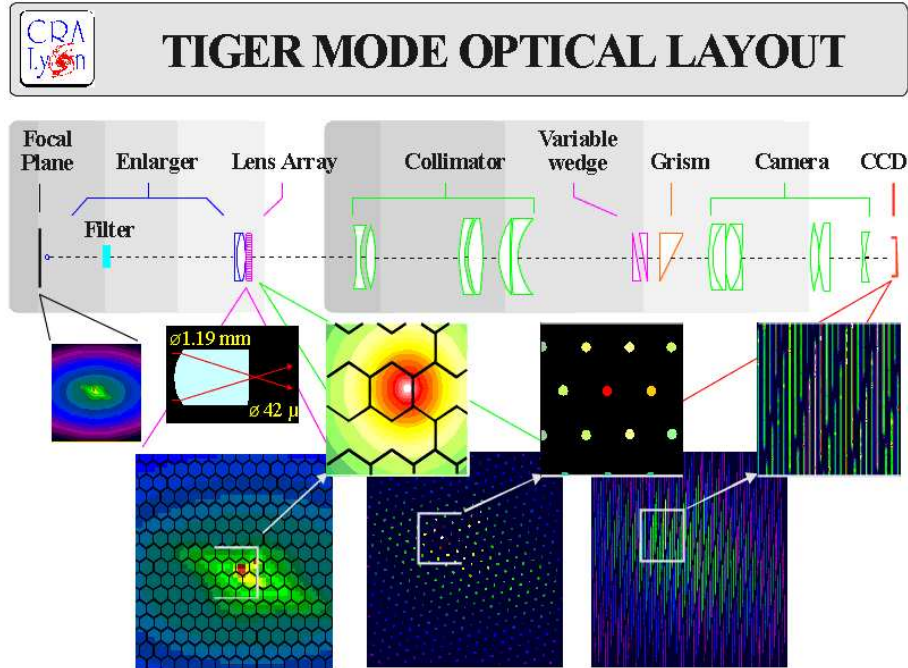 CRA
Lyon
TIGER MODE OPTICAL LAYOUT
Focal
Plane
Enlarger
Lens Array
Collimator
Variable
wedge
Grism
Camera
CCD
Filter
ø1.19 mm
ø 42 µ